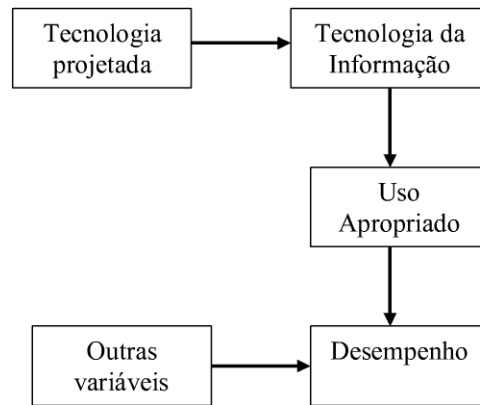 Tecnologia
projetada
Tecnologia da
Informação
Uso
Apropriado
Outras
variáveis
Desempenho